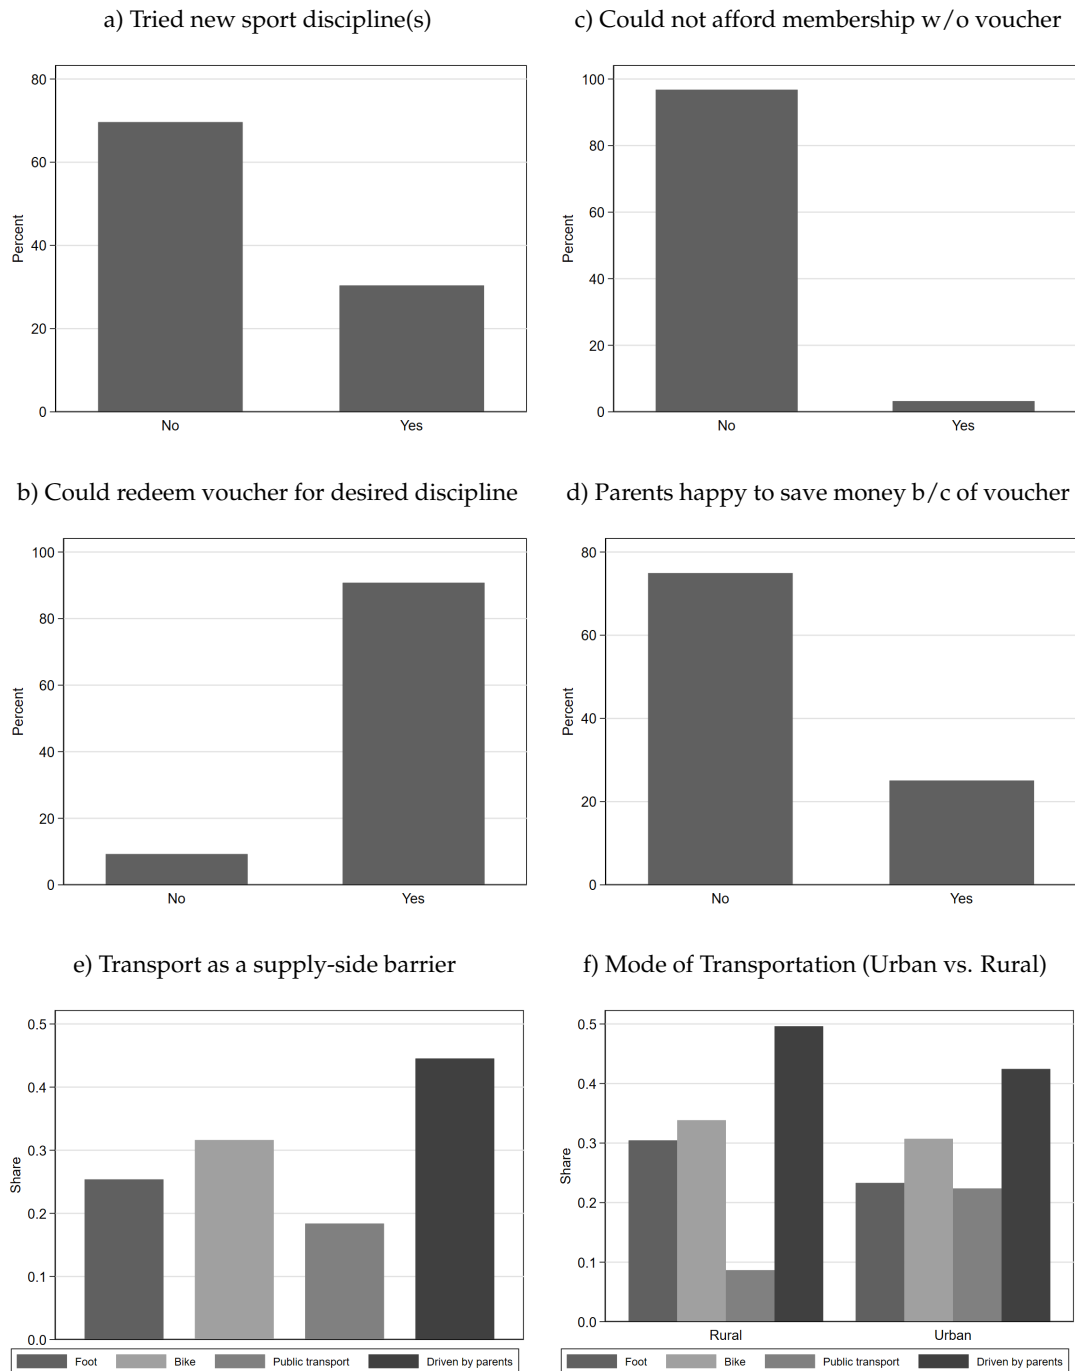 a) Tried new sport discipline(s)
80
60
40
20
0
Percent
No Yes
c) Could not afford membership w/o voucher
100
80
60
40
20
0
Percent
No Yes
b) Could redeem voucher for desired discipline
100
80
60
40
20
0
Percent
No Yes
d) Parents happy to save money b/c of voucher
80
60
40
20
0
Percent
No Yes
e) Transport as a supply-side barrier
0.5
0.4
0.3
0.2
0.1
0.0
Share
Foot Bike Public transport Driven by parents
f) Mode of Transportation (Urban vs. Rural)
0.5
0.4
0.3
0.2
0.1
0.0
Share
Rural Urban
Foot Bike Public transport Driven by parents